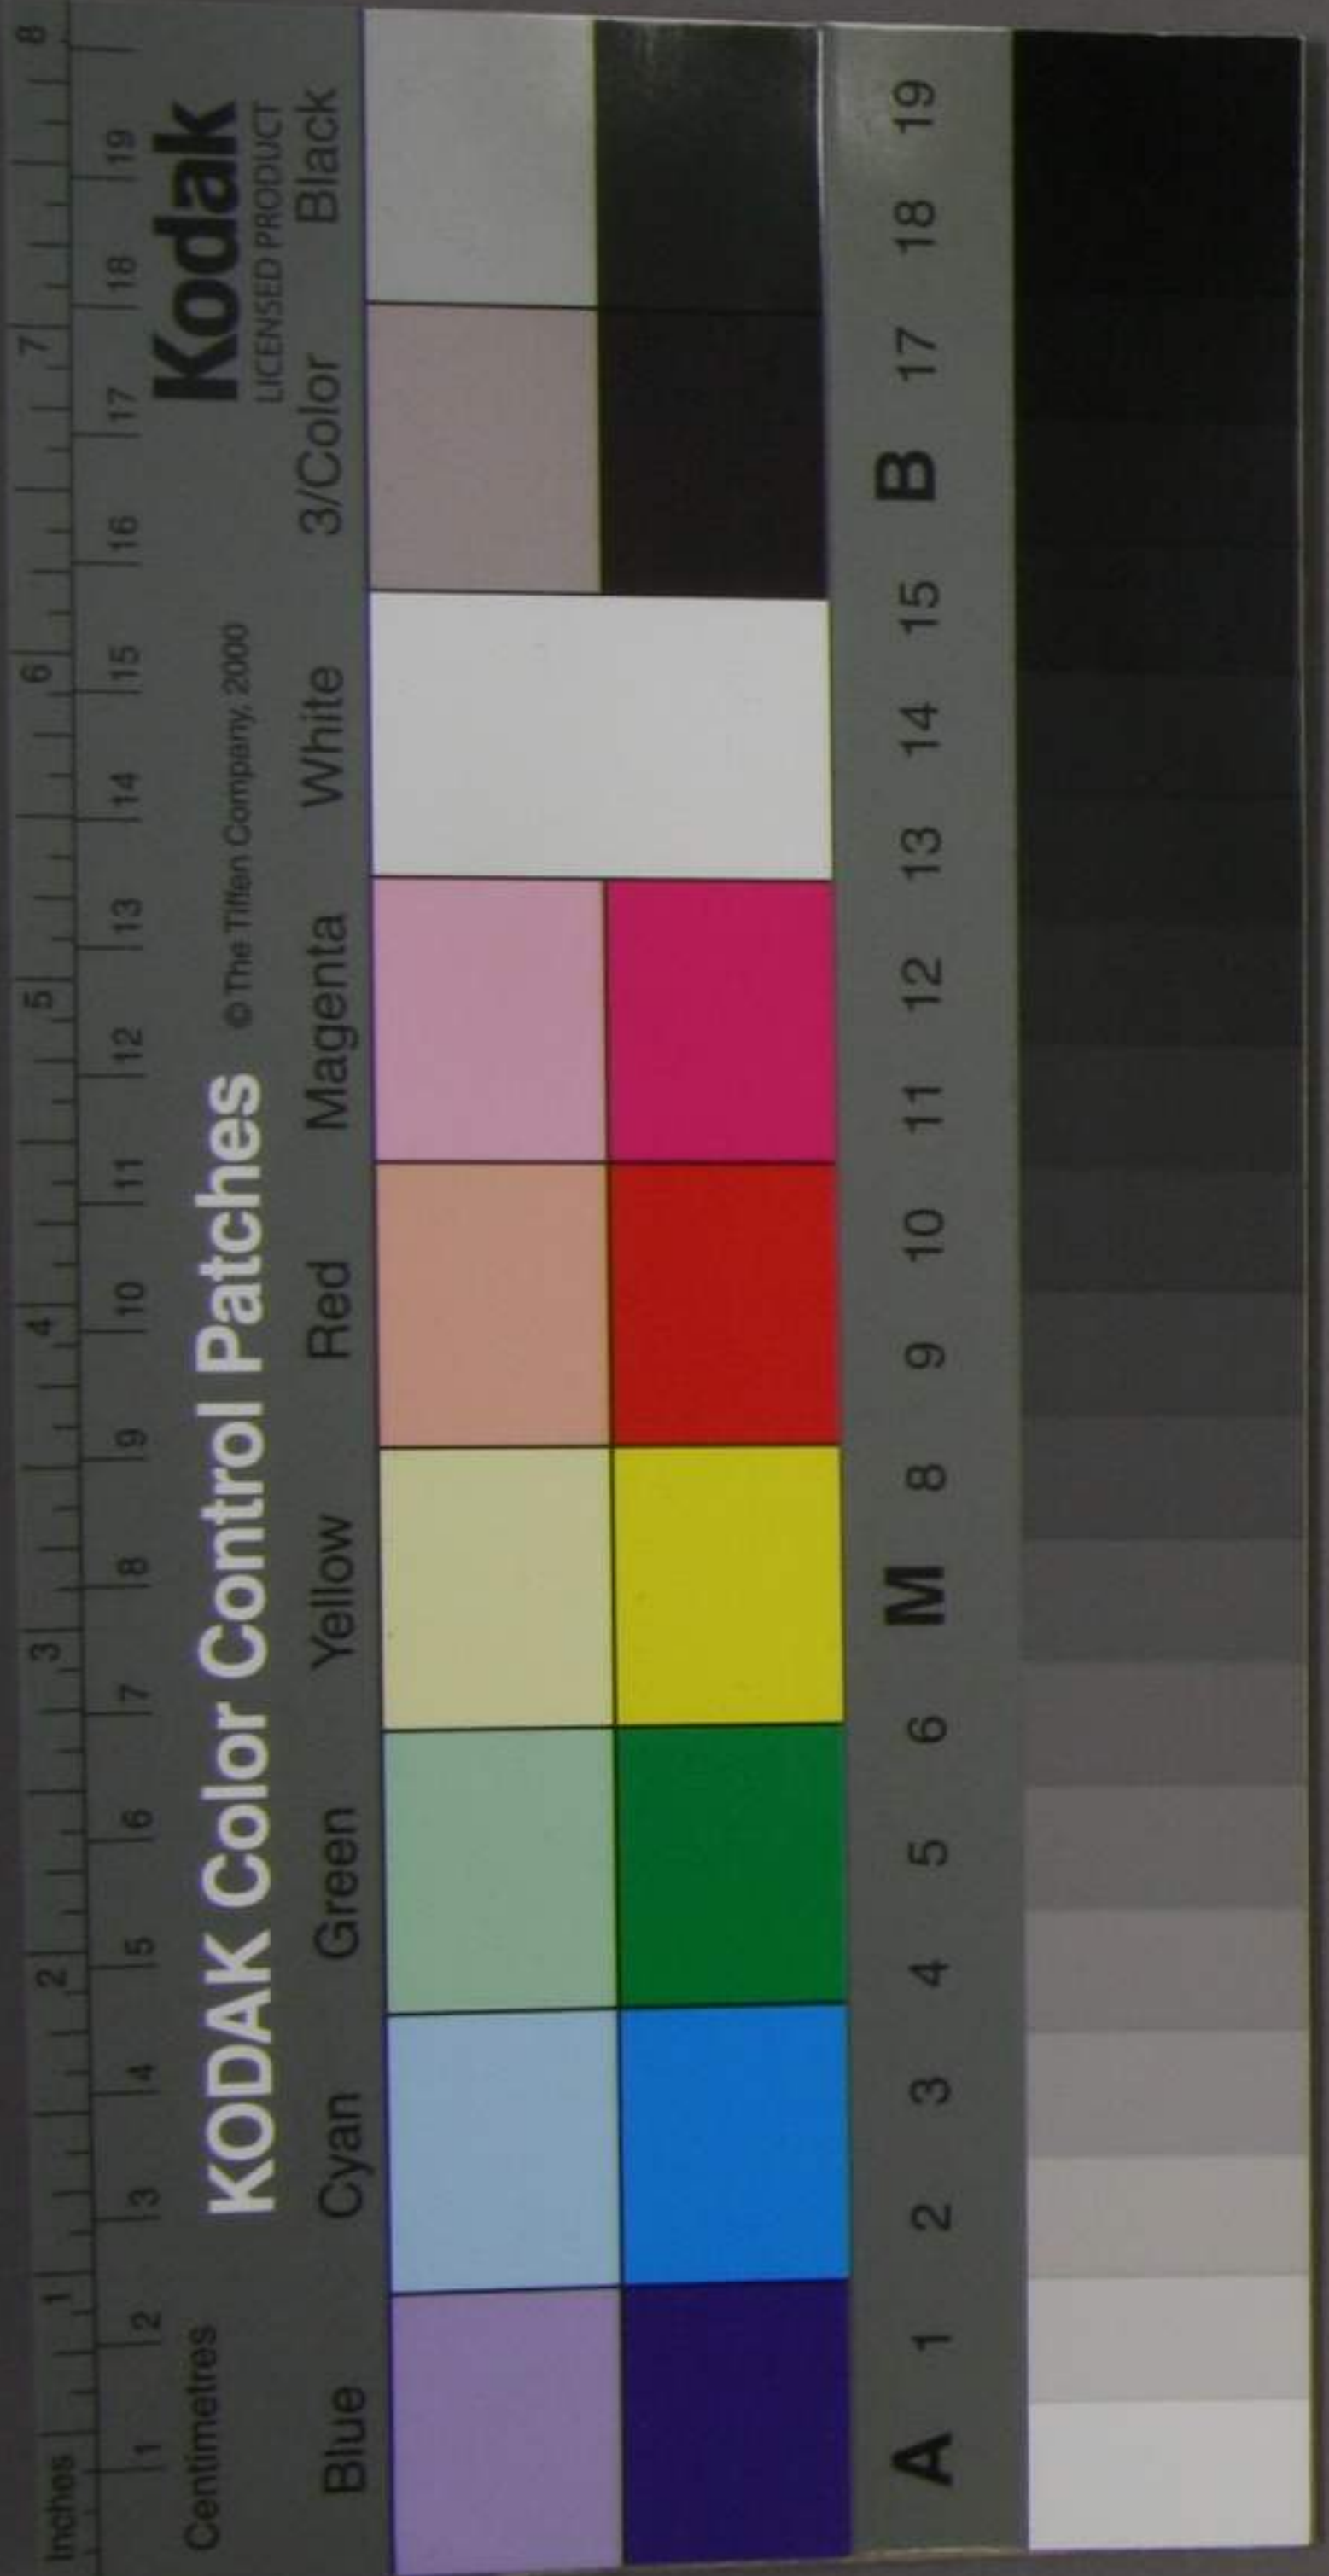 Inches 1 2 3 4 5 6 7 8
1 2 3 4 5 6 7 8 9 10 11 12 13 14 15 16 17 18 19
Centimetres
KODAK Color Control Patches © The Tiffen Company, 2000 Kodak
LICENSED PRODUCT
Blue Cyan Green Yellow Red Magenta White 3/Color Black
A 1 2 3 4 5 6 M 8 9 10 11 12 13 14 15 B 17 18 19